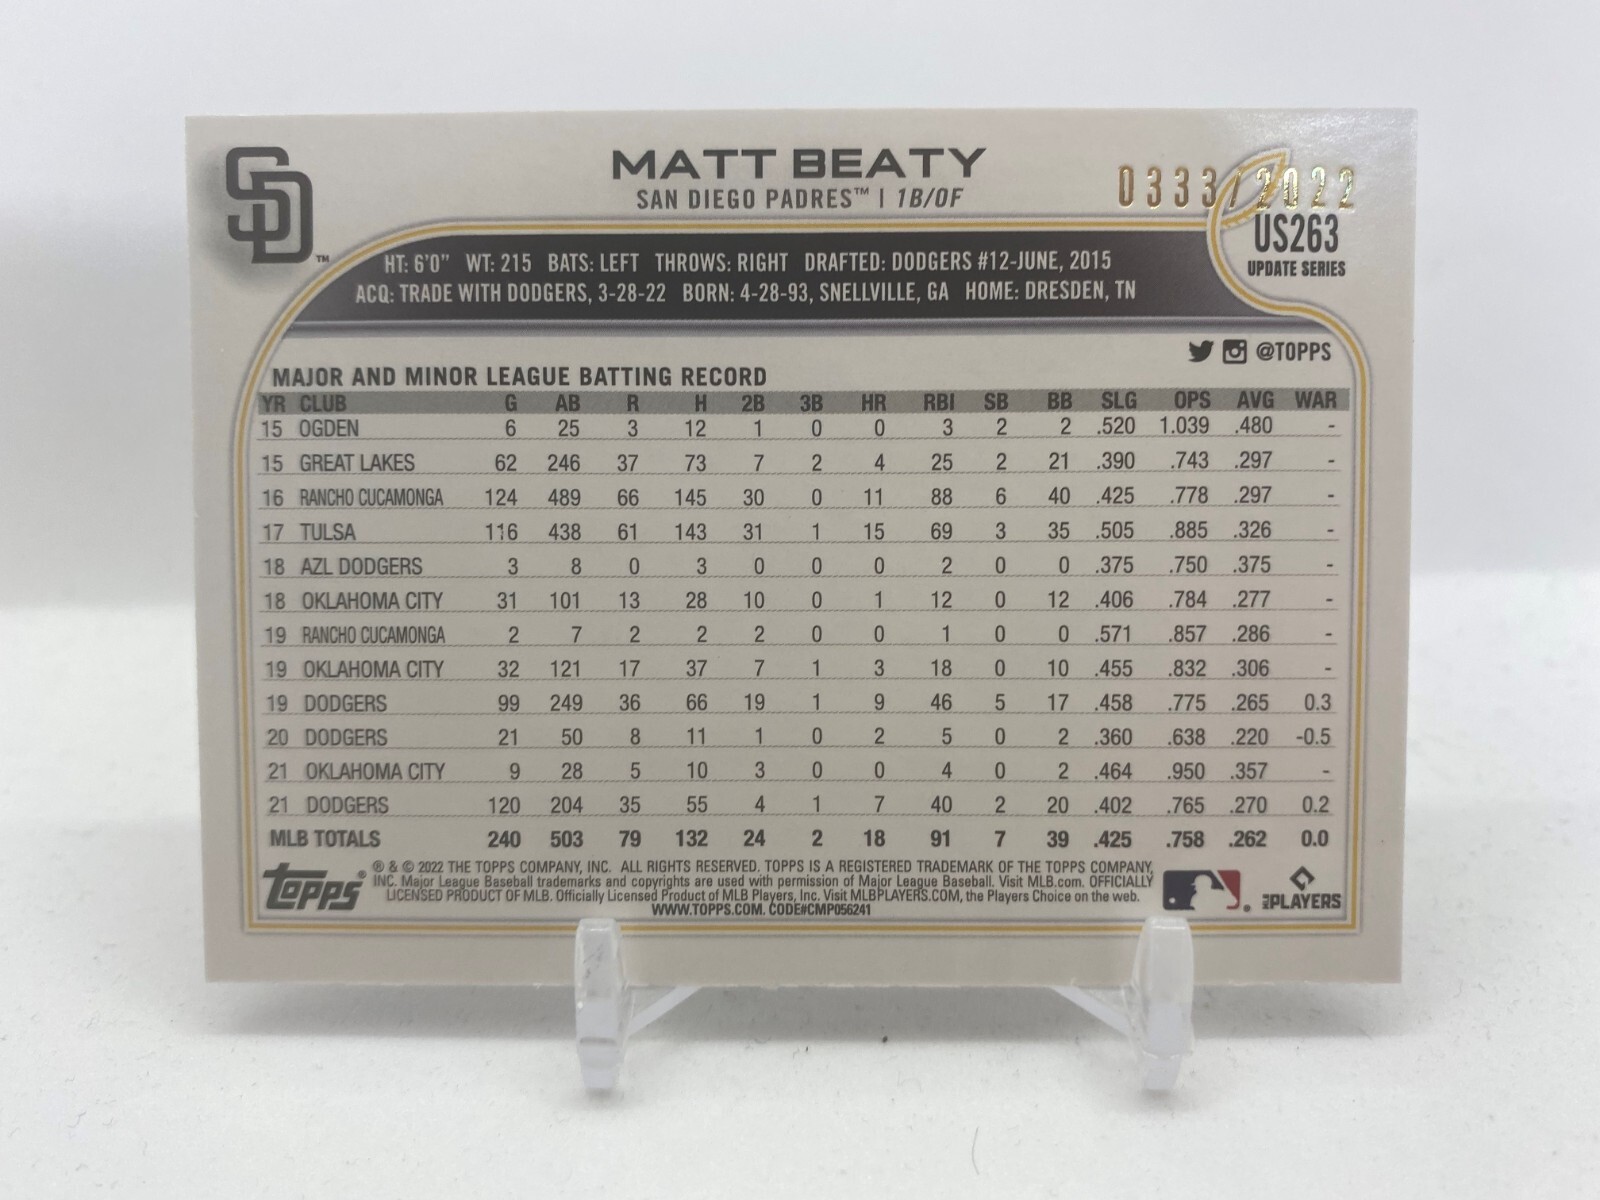 SD™
MATT BEATY
SAN DIEGO PADRES™ | 1B/OF
0333/2022
US263
UPDATE SERIES
HT: 6'0" WT: 215 BATS: LEFT THROWS: RIGHT DRAFTED: DODGERS #12-JUNE, 2015
ACQ: TRADE WITH DODGERS, 3-28-22 BORN: 4-28-93, SNELLVILLE, GA HOME: DRESDEN, TN
@TOPPS
MAJOR AND MINOR LEAGUE BATTING RECORD
YR CLUB G AB R H 2B 3B HR RBI SB BB SLG OPS AVG WAR
15 OGDEN 6 25 3 12 1 0 0 3 2 2 .520 1.039 .480 -
15 GREAT LAKES 62 246 37 73 7 2 4 25 2 21 .390 .743 .297 -
16 RANCHO CUCAMONGA 124 489 66 145 30 0 11 88 6 40 .425 .778 .297 -
17 TULSA 116 438 61 143 31 1 15 69 3 35 .505 .885 .326 -
18 AZL DODGERS 3 8 0 3 0 0 0 2 0 0 .375 .750 .375 -
18 OKLAHOMA CITY 31 101 13 28 10 0 1 12 0 12 .406 .784 .277 -
19 RANCHO CUCAMONGA 2 7 2 2 2 0 0 1 0 0 .571 .857 .286 -
19 OKLAHOMA CITY 32 121 17 37 7 1 3 18 0 10 .455 .832 .306 -
19 DODGERS 99 249 36 66 19 1 9 46 5 17 .458 .775 .265 0.3
20 DODGERS 21 50 8 11 1 0 2 5 0 2 .360 .638 .220 -0.5
21 OKLAHOMA CITY 9 28 5 10 3 0 0 4 0 2 .464 .950 .357 -
21 DODGERS 120 204 35 55 4 1 7 40 2 20 .402 .765 .270 0.2
MLB TOTALS 240 503 79 132 24 2 18 91 7 39 .425 .758 .262 0.0
topps®
® & © 2022 THE TOPPS COMPANY, INC. ALL RIGHTS RESERVED. TOPPS IS A REGISTERED TRADEMARK OF THE TOPPS COMPANY,
INC. Major League Baseball trademarks and copyrights are used with permission of Major League Baseball. Visit MLB.com. OFFICIALLY
LICENSED PRODUCT OF MLB. Officially Licensed Product of MLB Players, Inc. Visit MLBPLAYERS.COM, the Players Choice on the web.
WWW.TOPPS.COM. CODE#CMP056241
MLB PLAYERS